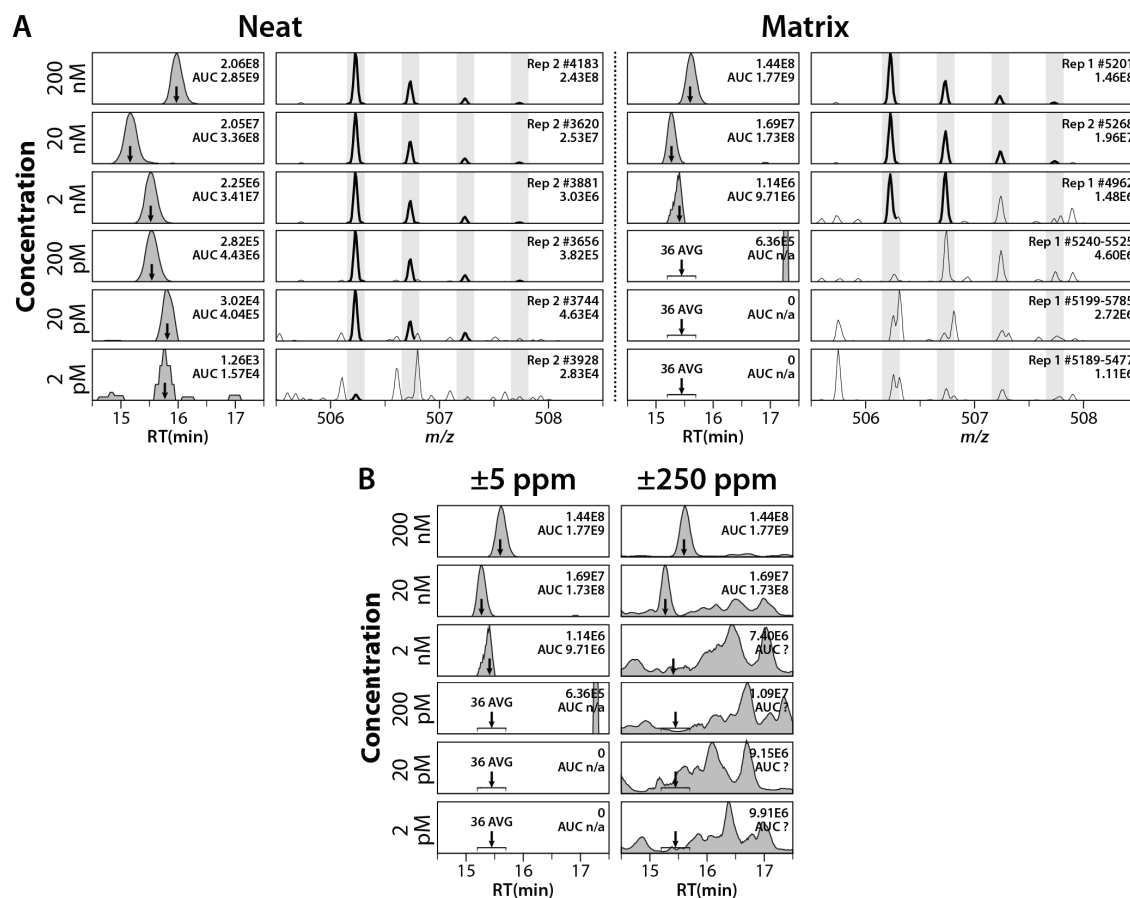 A
Neat
Matrix
Concentration
200 nM
2.06E8
AUC 2.85E9
Rep 2 #4183
2.43E8
1.44E8
AUC 1.77E9
Rep 1 #5201
1.46E8
20 nM
2.05E7
AUC 3.36E8
Rep 2 #3620
2.53E7
1.69E7
AUC 1.73E8
Rep 2 #5268
1.96E7
2 nM
2.25E6
AUC 3.41E7
Rep 2 #3881
3.03E6
1.14E6
AUC 9.71E6
Rep 1 #4962
1.48E6
200 pM
2.82E5
AUC 4.43E6
Rep 2 #3656
3.82E5
36 AVG
6.36E5
AUC n/a
Rep 1 #5240-5525
4.60E6
20 pM
3.02E4
AUC 4.04E5
Rep 2 #3744
4.63E4
36 AVG
0
AUC n/a
Rep 1 #5199-5785
2.72E6
2 pM
1.26E3
AUC 1.57E4
Rep 2 #3928
2.83E4
36 AVG
0
AUC n/a
Rep 1 #5189-5477
1.11E6
15 16 17
506 507 508
15 16 17
506 507 508
RT(min)
m/z
RT(min)
m/z
B
±5 ppm
±250 ppm
Concentration
200 nM
1.44E8
AUC 1.77E9
1.44E8
AUC 1.77E9
20 nM
1.69E7
AUC 1.73E8
1.69E7
AUC 1.73E8
2 nM
1.14E6
AUC 9.71E6
7.40E6
AUC ?
200 pM
36 AVG
6.36E5
AUC n/a
1.09E7
AUC ?
20 pM
36 AVG
0
AUC n/a
9.15E6
AUC ?
2 pM
36 AVG
0
AUC n/a
9.91E6
AUC ?
15 16 17
15 16 17
RT(min)
RT(min)